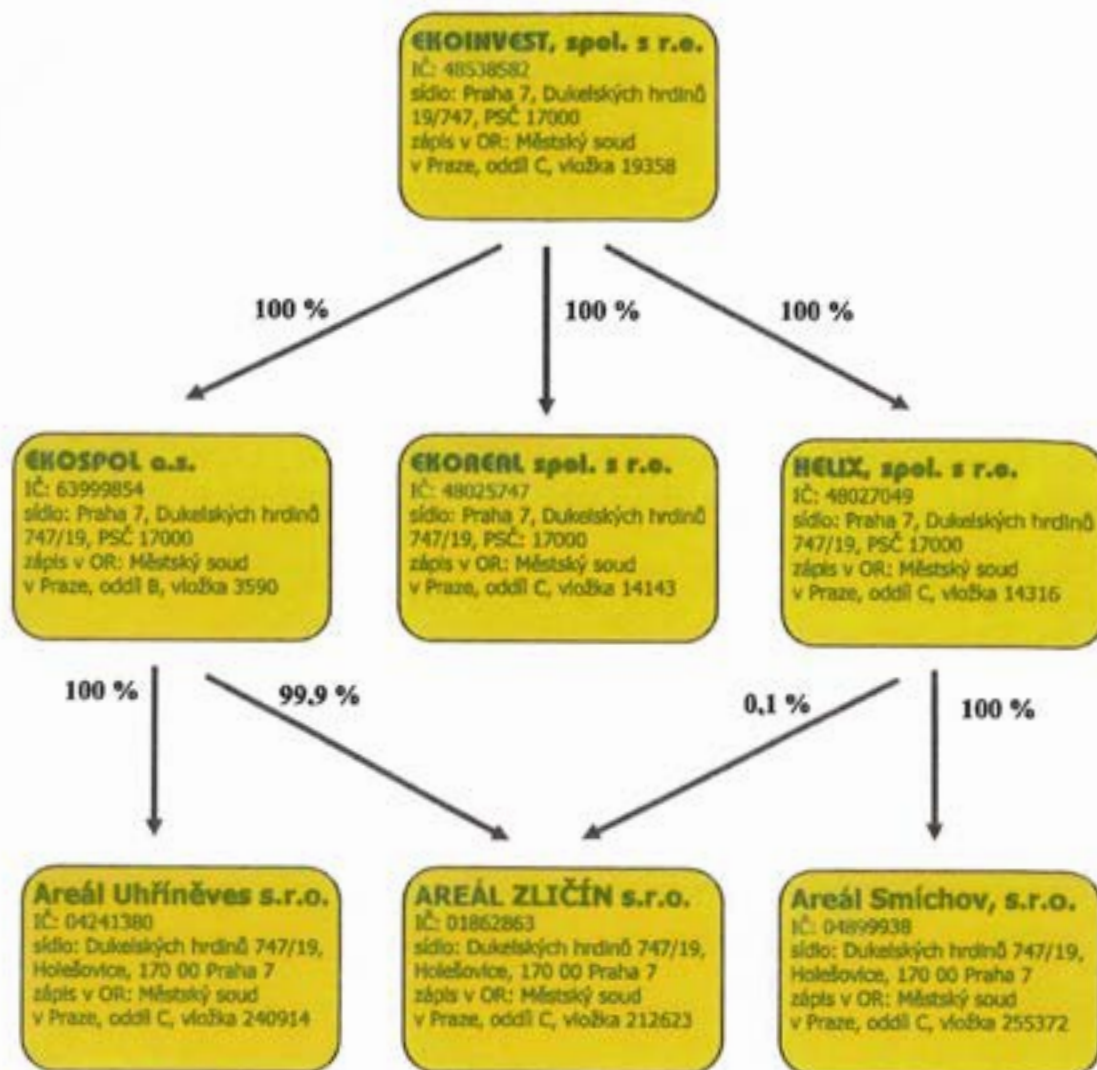 EKOINVEST, spol. s r.o.
IČ: 48538582
sídlo: Praha 7, Dukelských hrdinů
19/747, PSČ 17000
zápis v OR: Městský soud
v Praze, oddíl C, vložka 19358
100 %
100 %
100 %
EKOSPOL a.s.
IČ: 63999854
sídlo: Praha 7, Dukelských hrdinů
747/19, PSČ 17000
zápis v OR: Městský soud
v Praze, oddíl B, vložka 3590
EKOREAL spol. s r.o.
IČ: 48025747
sídlo: Praha 7, Dukelských hrdinů
747/19, PSČ: 17000
zápis v OR: Městský soud
v Praze, oddíl C, vložka 14143
HELIX, spol. s r.o.
IČ: 48027049
sídlo: Praha 7, Dukelských hrdinů
747/19, PSČ 17000
zápis v OR: Městský soud
v Praze, oddíl C, vložka 14316
100 %
99,9 %
0,1 %
100 %
Areál Uhříněves s.r.o.
IČ: 04241380
sídlo: Dukelských hrdinů 747/19,
Holešovice, 170 00 Praha 7
zápis v OR: Městský soud
v Praze, oddíl C, vložka 240914
AREÁL ZLIČÍN s.r.o.
IČ: 01862863
sídlo: Dukelských hrdinů 747/19,
Holešovice, 170 00 Praha 7
zápis v OR: Městský soud
v Praze, oddíl C, vložka 212623
Areál Smíchov, s.r.o.
IČ: 04899938
sídlo: Dukelských hrdinů 747/19,
Holešovice, 170 00 Praha 7
zápis v OR: Městský soud
v Praze, oddíl C, vložka 255372